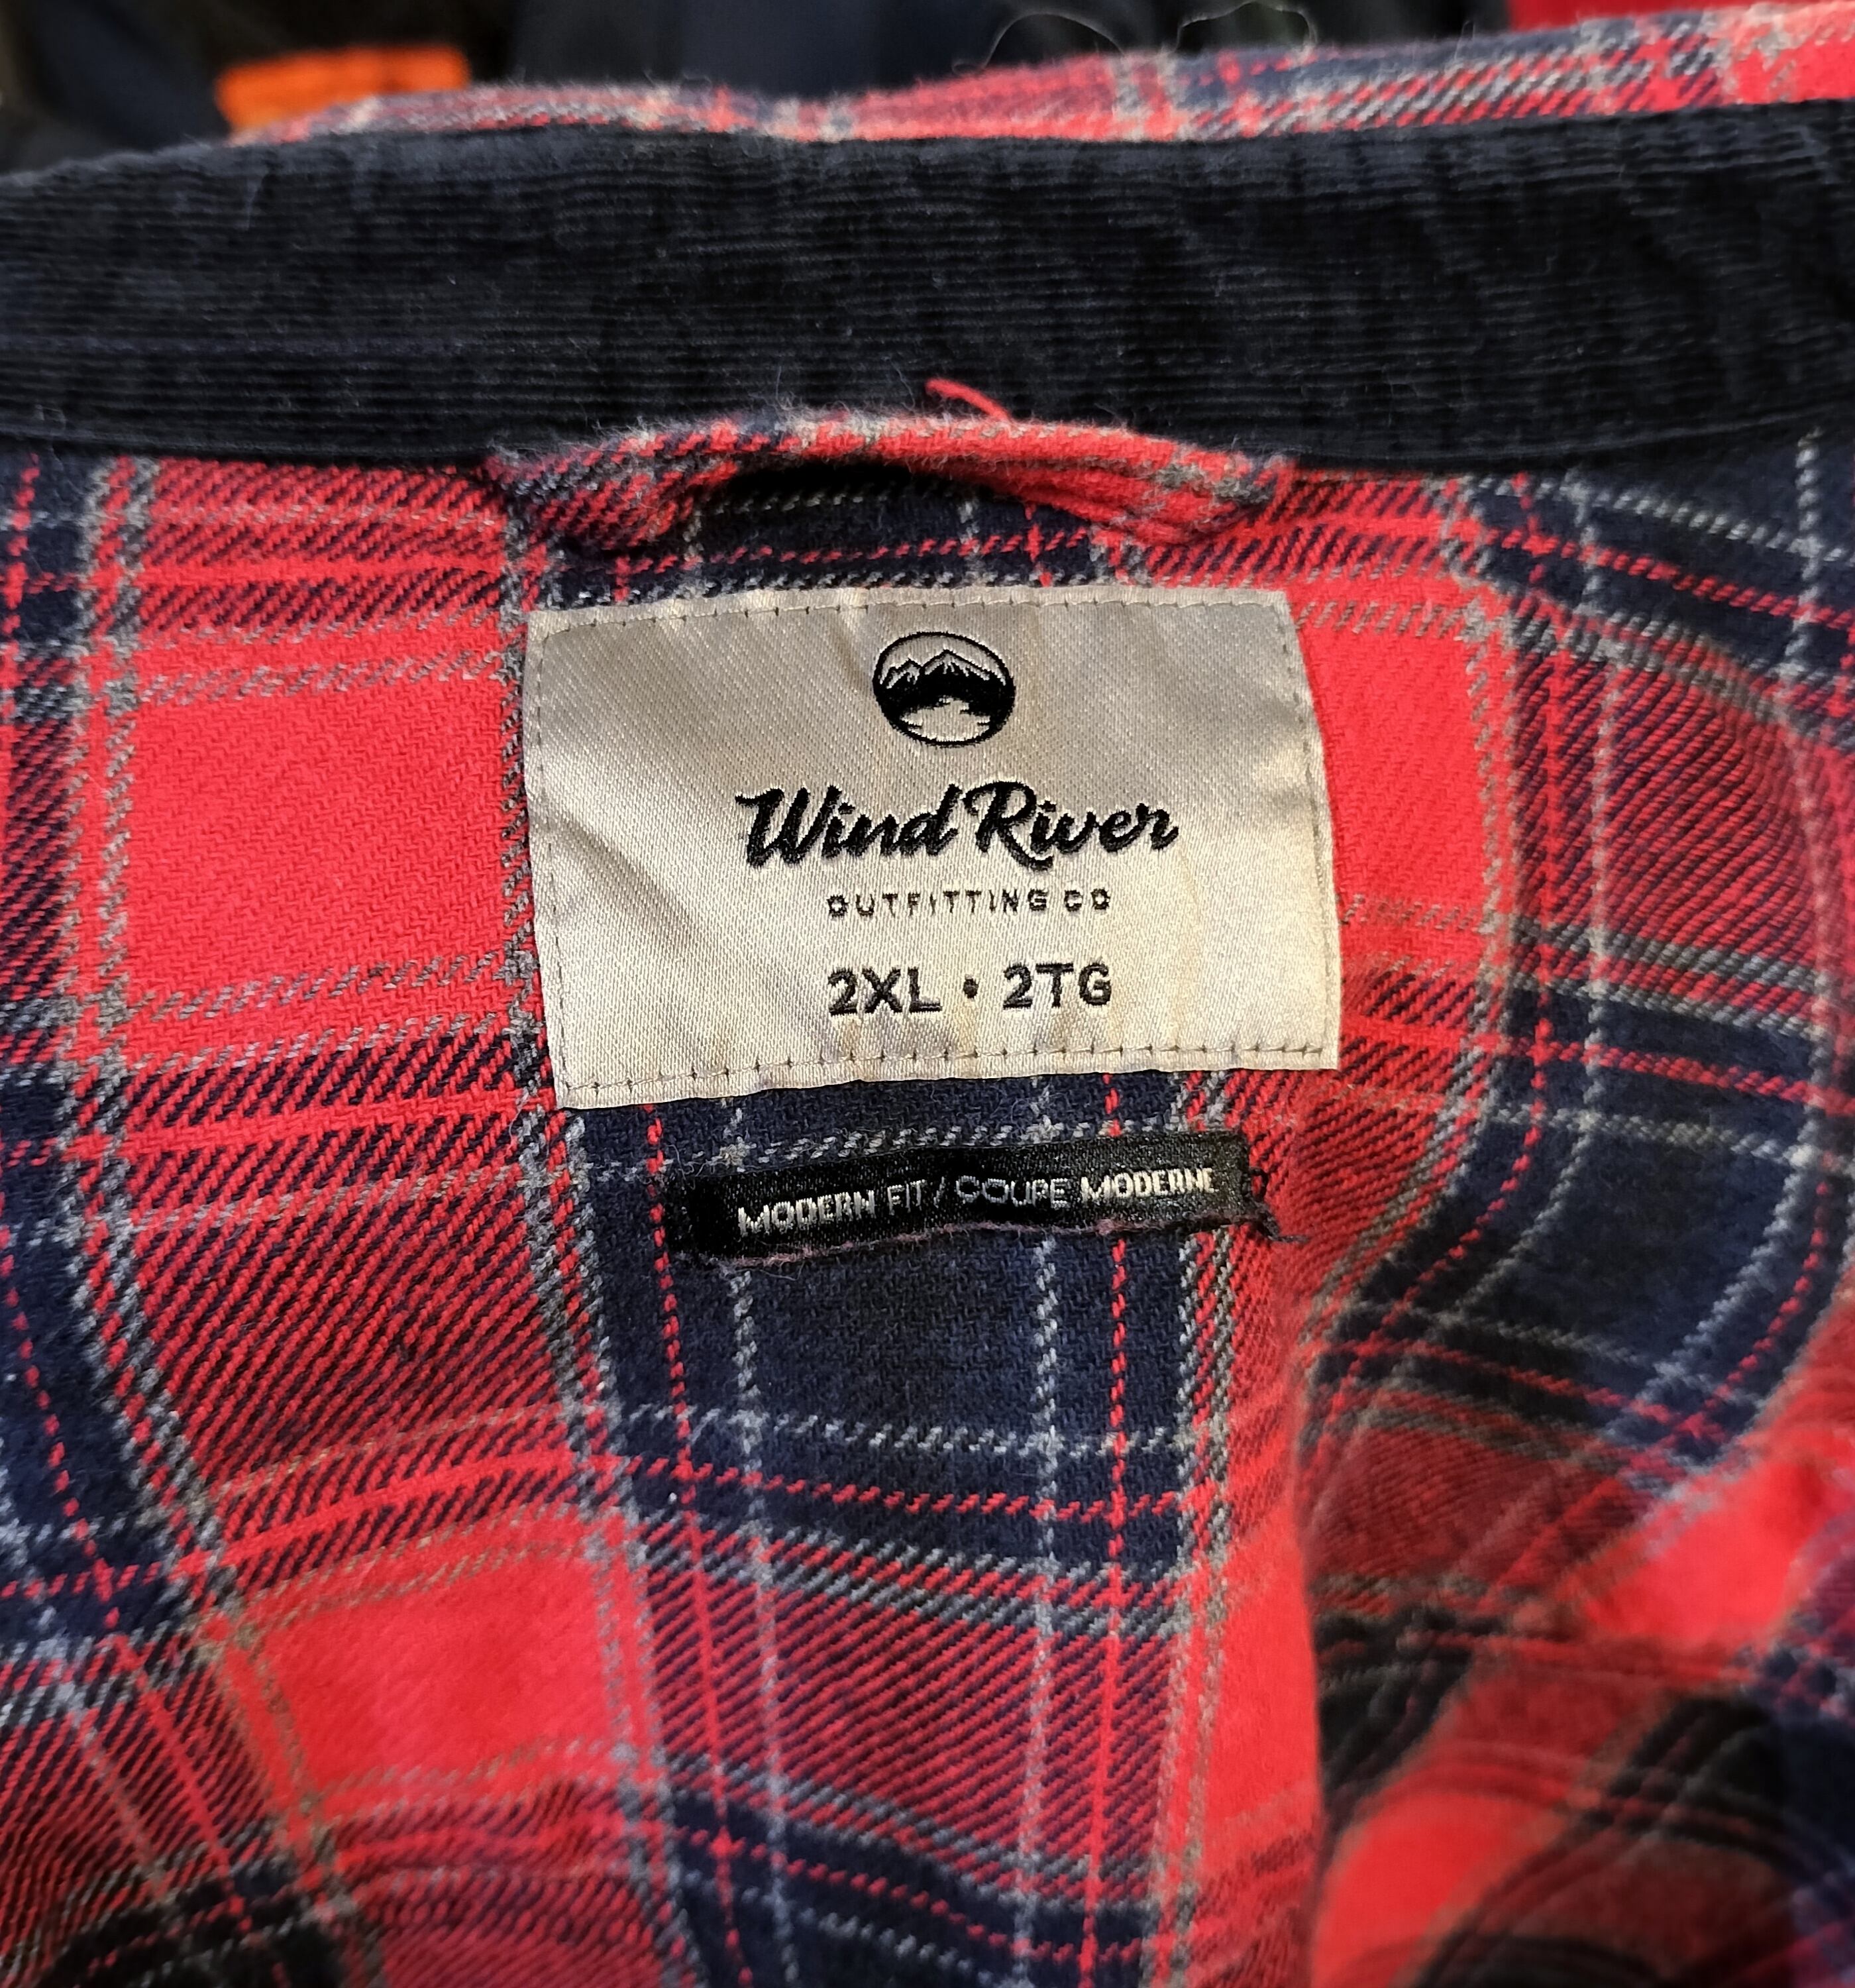 Wind River
OUTFITTING CO
2XL • 2TG
MODERN FIT / COUPE MODERNE